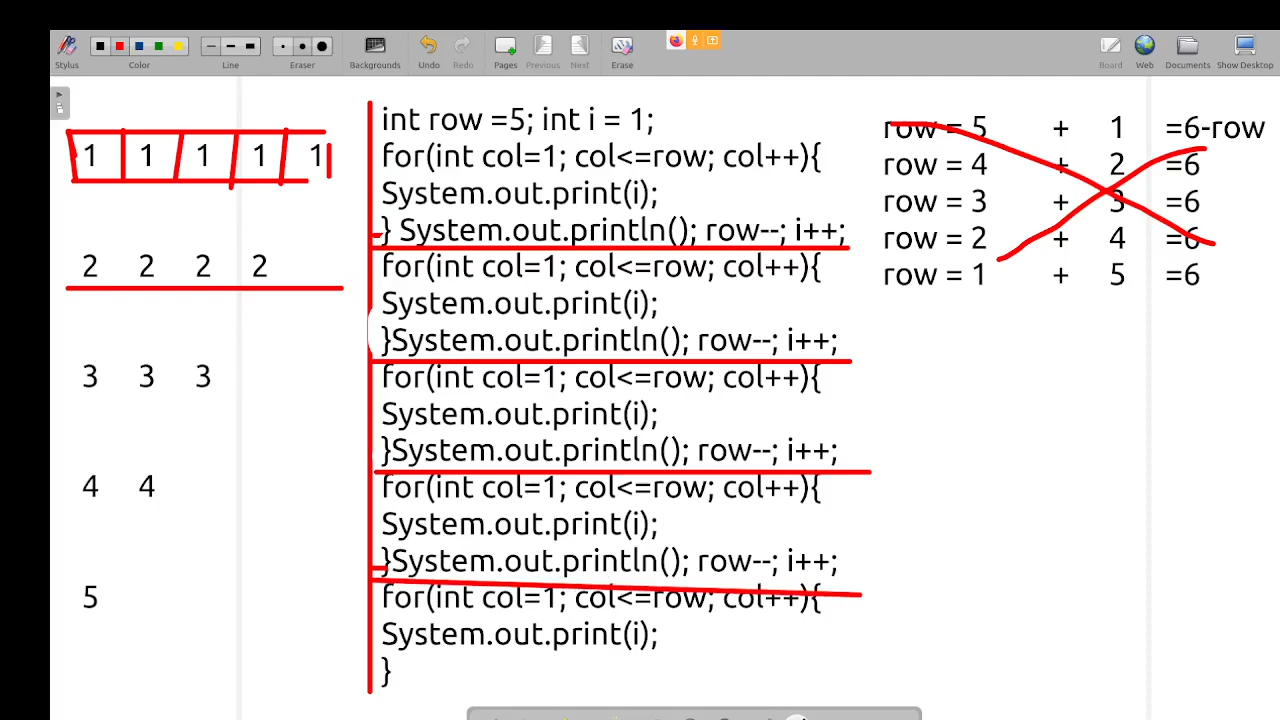 Stylus Color Line Eraser Backgrounds Undo Redo Pages Previous Next Erase Board Web Documents Show Desktop
1 1 1 1 1
2 2 2 2
3 3 3
4 4
5
int row =5; int i = 1;
for(int col=1; col<=row; col++){
System.out.print(i);
} System.out.println(); row--; i++;
for(int col=1; col<=row; col++){
System.out.print(i);
}System.out.println(); row--; i++;
for(int col=1; col<=row; col++){
System.out.print(i);
}System.out.println(); row--; i++;
for(int col=1; col<=row; col++){
System.out.print(i);
}System.out.println(); row--; i++;
for(int col=1; col<=row; col++){
System.out.print(i);
}
row = 5 + 1 =6-row
row = 4 + 2 =6
row = 3 + 3 =6
row = 2 + 4 =6
row = 1 + 5 =6